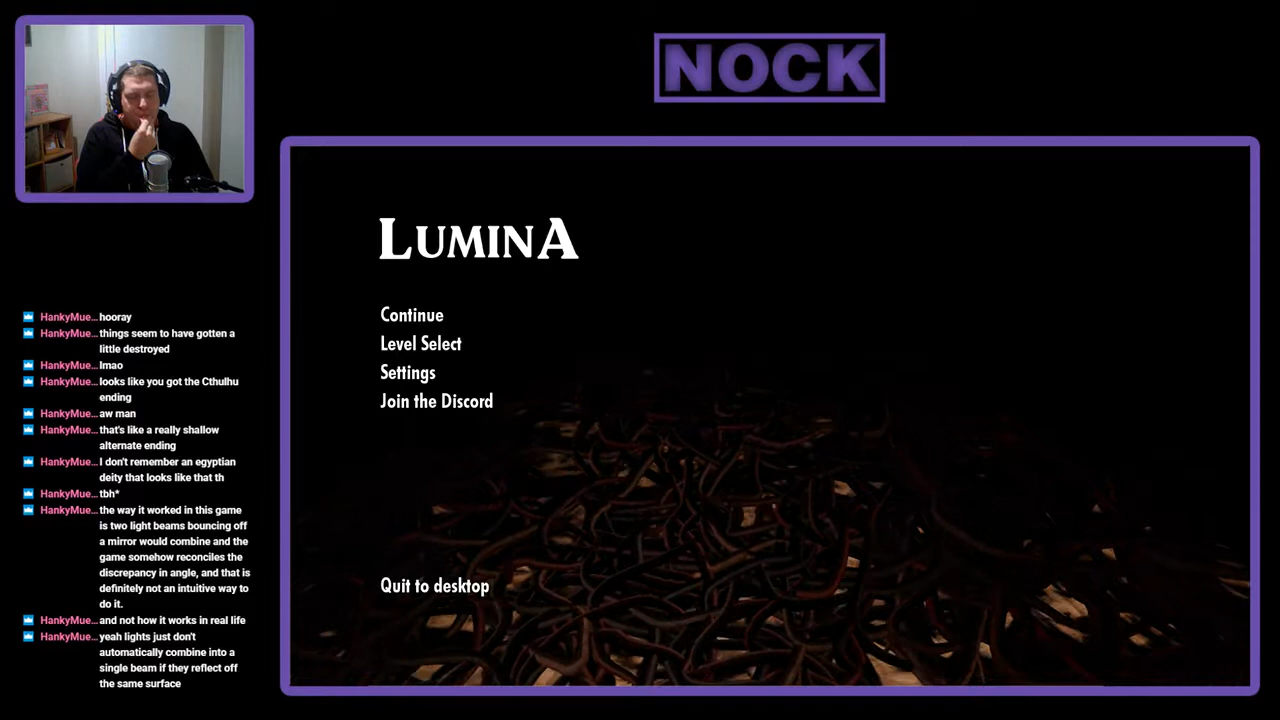 NOCK
LUMINA
Continue
Level Select
Settings
Join the Discord
Quit to desktop
HankyMue... hooray
HankyMue... things seem to have gotten a
little destroyed
HankyMue... lmao
HankyMue... looks like you got the Cthulhu
ending
HankyMue... aw man
HankyMue... that's like a really shallow
alternate ending
HankyMue... I don't remember an egyptian
deity that looks like that th
HankyMue... tbh*
HankyMue... the way it worked in this game
is two light beams bouncing off
a mirror would combine and the
game somehow reconciles the
discrepancy in angle, and that is
definitely not an intuitive way to
do it.
HankyMue... and not how it works in real life
HankyMue... yeah lights just don't
automatically combine into a
single beam if they reflect off
the same surface